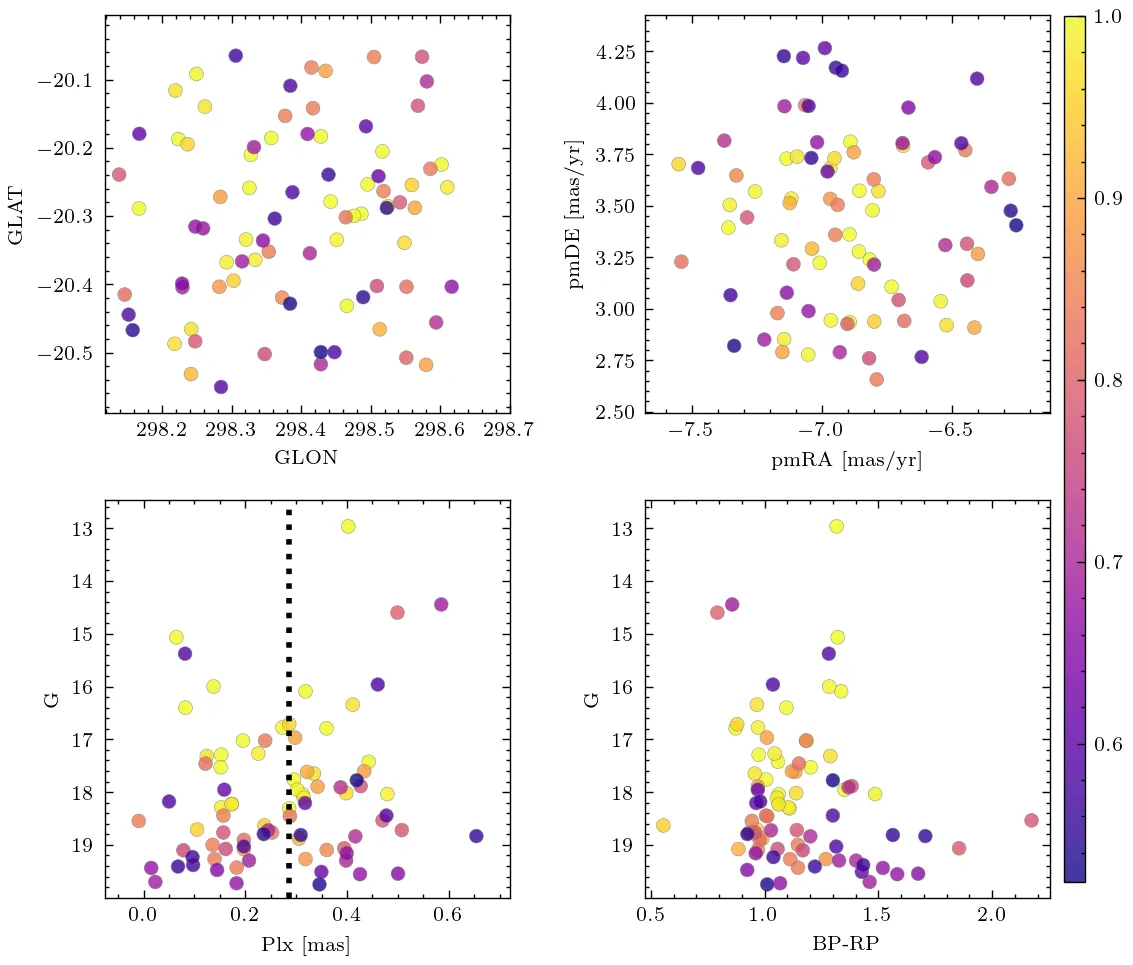 −20.1
−20.2
−20.3
−20.4
−20.5
GLAT
298.2 298.3 298.4 298.5 298.6 298.7
GLON
4.25
4.00
3.75
3.50
3.25
3.00
2.75
2.50
pmDE [mas/yr]
−7.5 −7.0 −6.5
pmRA [mas/yr]
1.0
0.9
0.8
0.7
0.6
13
14
15
16
17
18
19
G
0.0 0.2 0.4 0.6
Plx [mas]
13
14
15
16
17
18
19
G
0.5 1.0 1.5 2.0
BP-RP